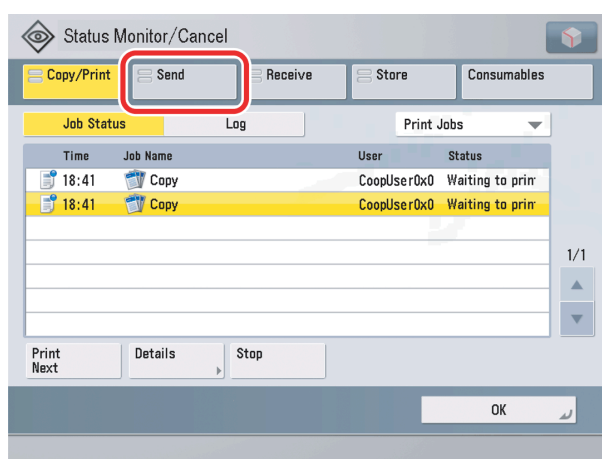 Status Monitor/Cancel
Copy/Print Send Receive Store Consumables
Job Status Log Print Jobs
Time Job Name User Status
18:41 Copy CoopUser0x0 Waiting to prin
18:41 Copy CoopUser0x0 Waiting to prin
1/1
Print Next Details Stop
OK